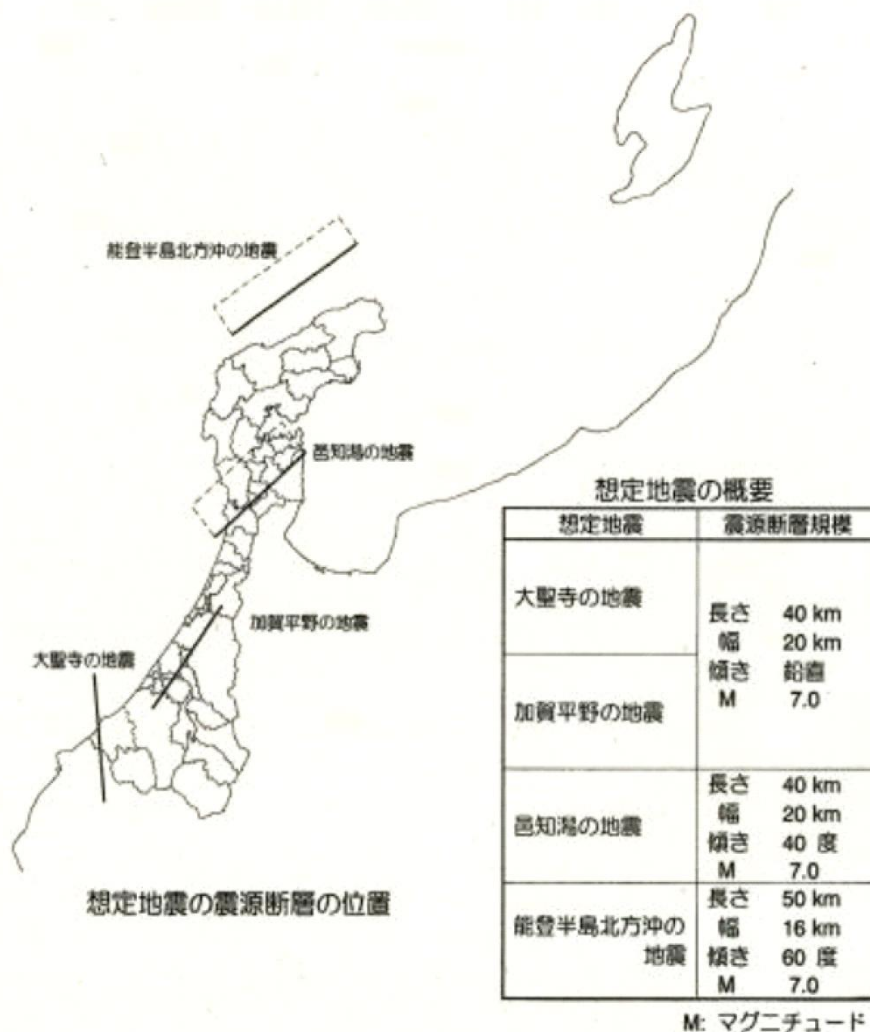 能登半島北方沖の地震
邑知潟の地震
加賀平野の地震
大聖寺の地震
想定地震の震源断層の位置
想定地震の概要
想定地震 震源断層規模
大聖寺の地震
加賀平野の地震
長さ 40 km
幅 20 km
傾き 鉛直
M 7.0
邑知潟の地震
長さ 40 km
幅 20 km
傾き 40 度
M 7.0
能登半島北方沖の
地震
長さ 50 km
幅 16 km
傾き 60 度
M 7.0
M: マグニチュード